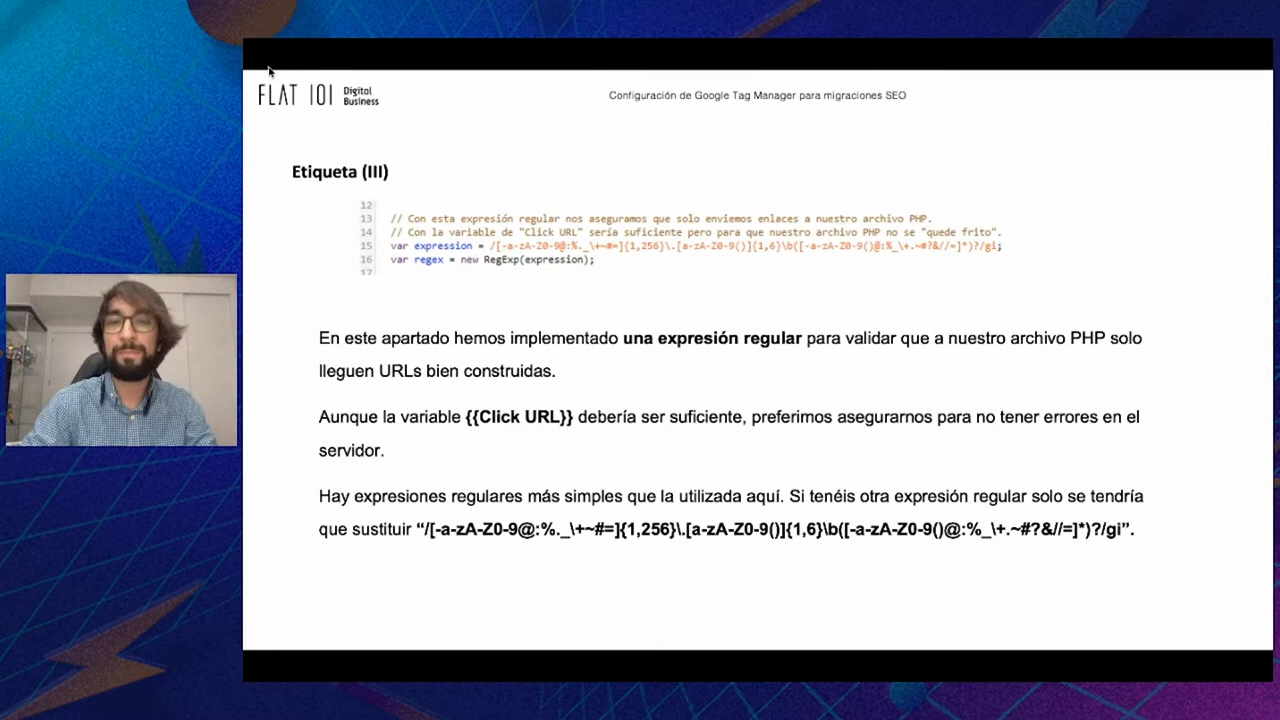 FLAT 101 Digital Business
Configuración de Google Tag Manager para migraciones SEO
Etiqueta (III)
12
13 // Con esta expresión regular nos aseguramos que solo enviemos enlaces a nuestro archivo PHP.
14 // Con la variable de "Click URL" sería suficiente pero para que nuestro archivo PHP no se "quede frito".
15 var expression = /[-a-zA-Z0-9@:%._\+~#=]{1,256}\.[a-zA-Z0-9()]{1,6}\b([-a-zA-Z0-9()@:%_\+.~#?&//=]*)?/gi;
16 var regex = new RegExp(expression);
17
En este apartado hemos implementado una expresión regular para validar que a nuestro archivo PHP solo
lleguen URLs bien construidas.
Aunque la variable {{Click URL}} debería ser suficiente, preferimos asegurarnos para no tener errores en el
servidor.
Hay expresiones regulares más simples que la utilizada aquí. Si tenéis otra expresión regular solo se tendría
que sustituir “/[-a-zA-Z0-9@:%._\+~#=]{1,256}\.[a-zA-Z0-9()]{1,6}\b([-a-zA-Z0-9()@:%_\+.~#?&//=]*)?/gi”.